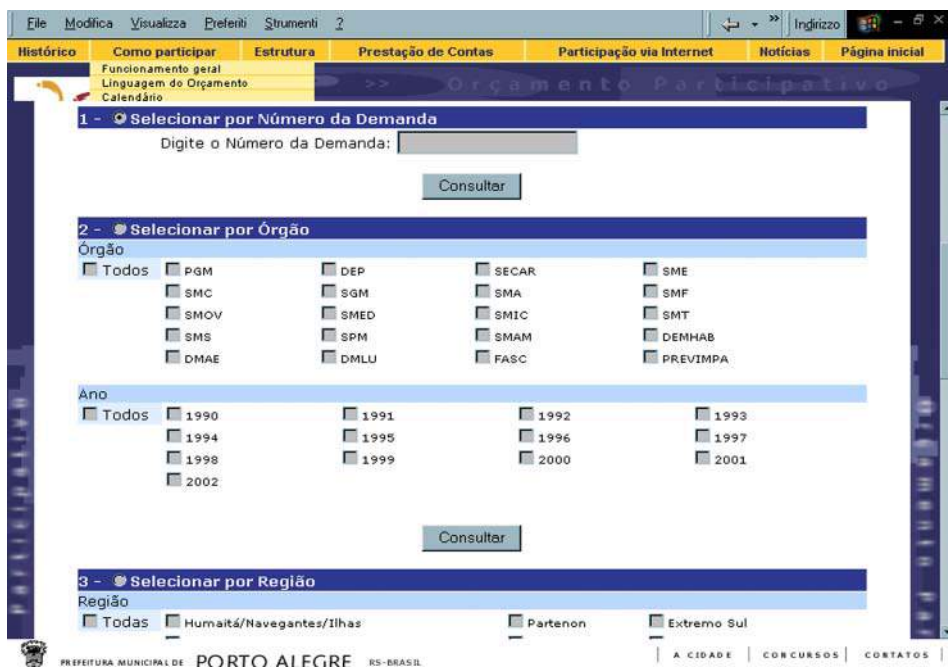 File Modifica Visualizza Preferiti Strumenti ? » Indirizzo
Histórico Como participar Estrutura Prestação de Contas Participação via Internet Notícias Página inicial
Funcionamento geral
Linguagem do Orçamento
Calendário
>> Orçamento Participativo
1 - Selecionar por Número da Demanda
Digite o Número da Demanda:
Consultar
2 - Selecionar por Órgão
Órgão
Todos PGM DEP SECAR SME
SMC SGM SMA SMF
SMOV SMED SMIC SMT
SMS SPM SMAM DEMHAB
DMAE DMLU FASC PREVIMPA
Ano
Todos 1990 1991 1992 1993
1994 1995 1996 1997
1998 1999 2000 2001
2002
Consultar
3 - Selecionar por Região
Região
Todas Humaitá/Navegantes/Ilhas Partenon Extremo Sul
PREFEITURA MUNICIPAL DE PORTO ALEGRE RS-BRASIL | A CIDADE | CONCURSOS | CONTATOS |